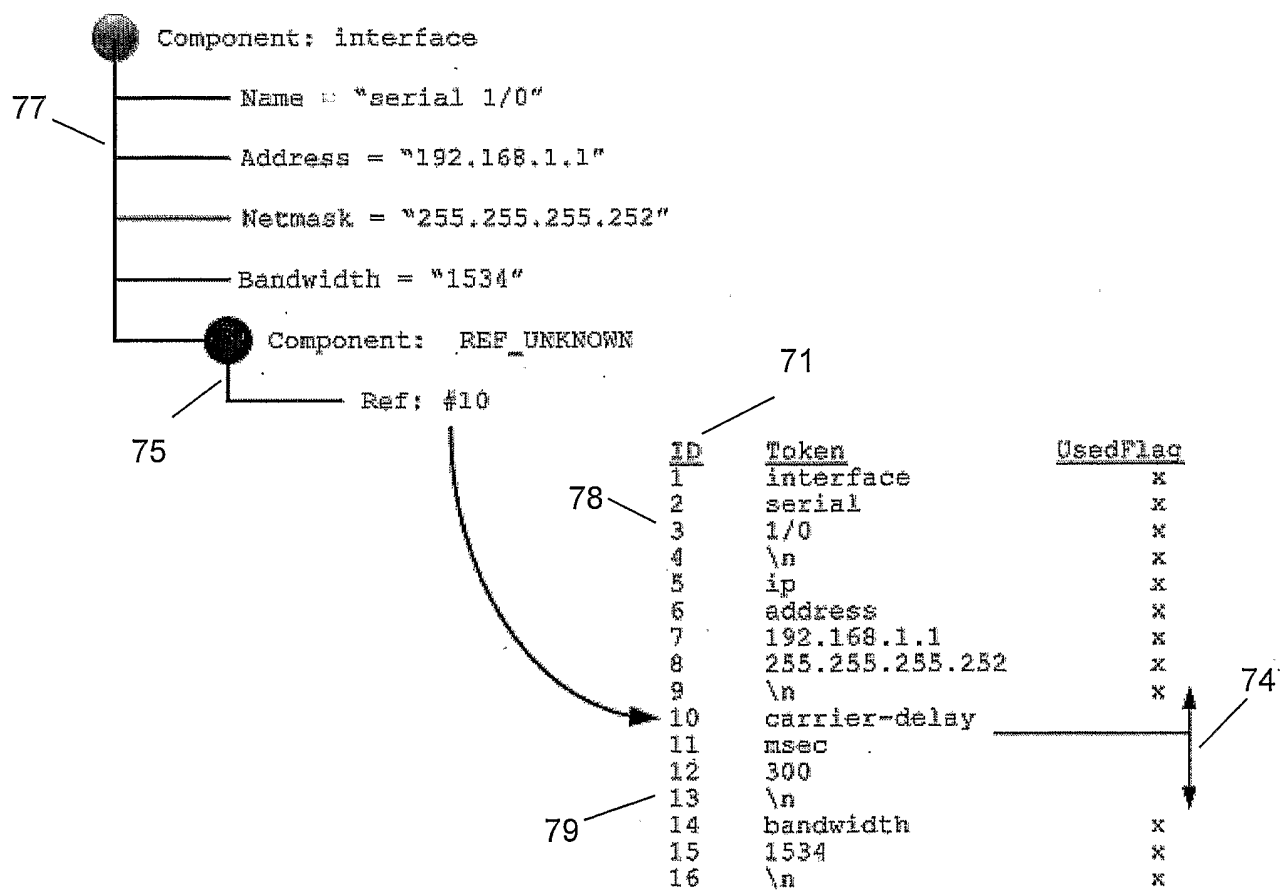 Component: interface
Name = "serial 1/0"
77
Address = "192.168.1.1"
Netmask = "255.255.255.252"
Bandwidth = "1534"
Component: REF_UNKNOWN
71
Ref: #10
75
ID Token UsedFlag
1 interface x
78
2 serial x
3 1/0 x
4 \n x
5 ip x
6 address x
7 192.168.1.1 x
8 255.255.255.252 x
74
9 \n x
10 carrier-delay
11 msec
12 300
13 \n
79
14 bandwidth x
15 1534 x
16 \n x